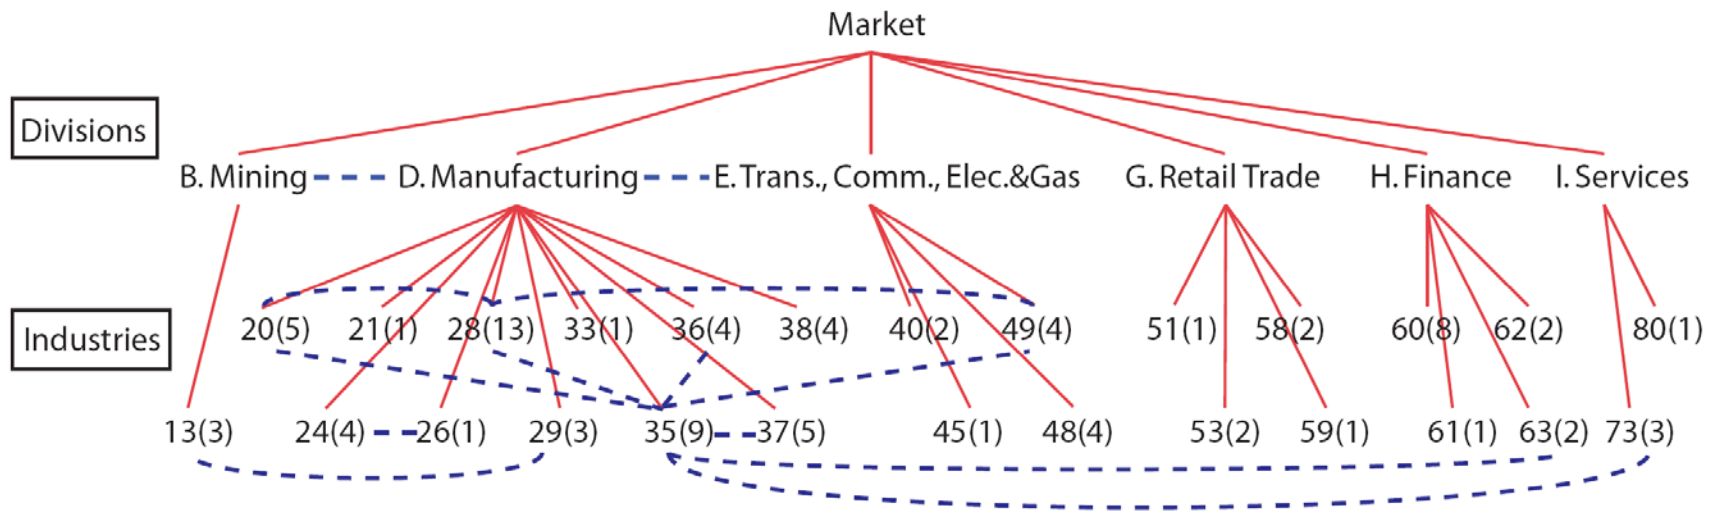 Market
Divisions
B. Mining D. Manufacturing E. Trans., Comm., Elec.&Gas G. Retail Trade H. Finance I. Services
Industries
20(5) 21(1) 28(13) 33(1) 36(4) 38(4) 40(2) 49(4) 51(1) 58(2) 60(8) 62(2) 80(1)
13(3) 24(4) 26(1) 29(3) 35(9) 37(5) 45(1) 48(4) 53(2) 59(1) 61(1) 63(2) 73(3)